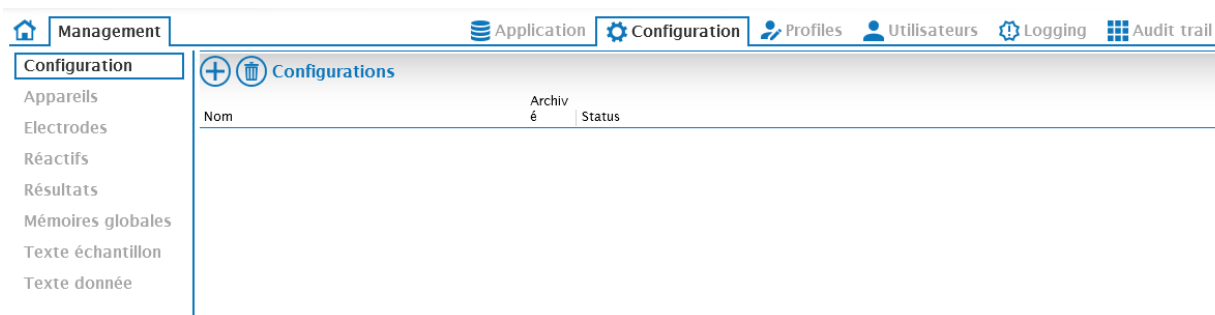 Management Application Configuration Profiles Utilisateurs Logging Audit trail
Configuration
Appareils
Electrodes
Réactifs
Résultats
Mémoires globales
Texte échantillon
Texte donnée
Configurations
Nom Archiv
é Status